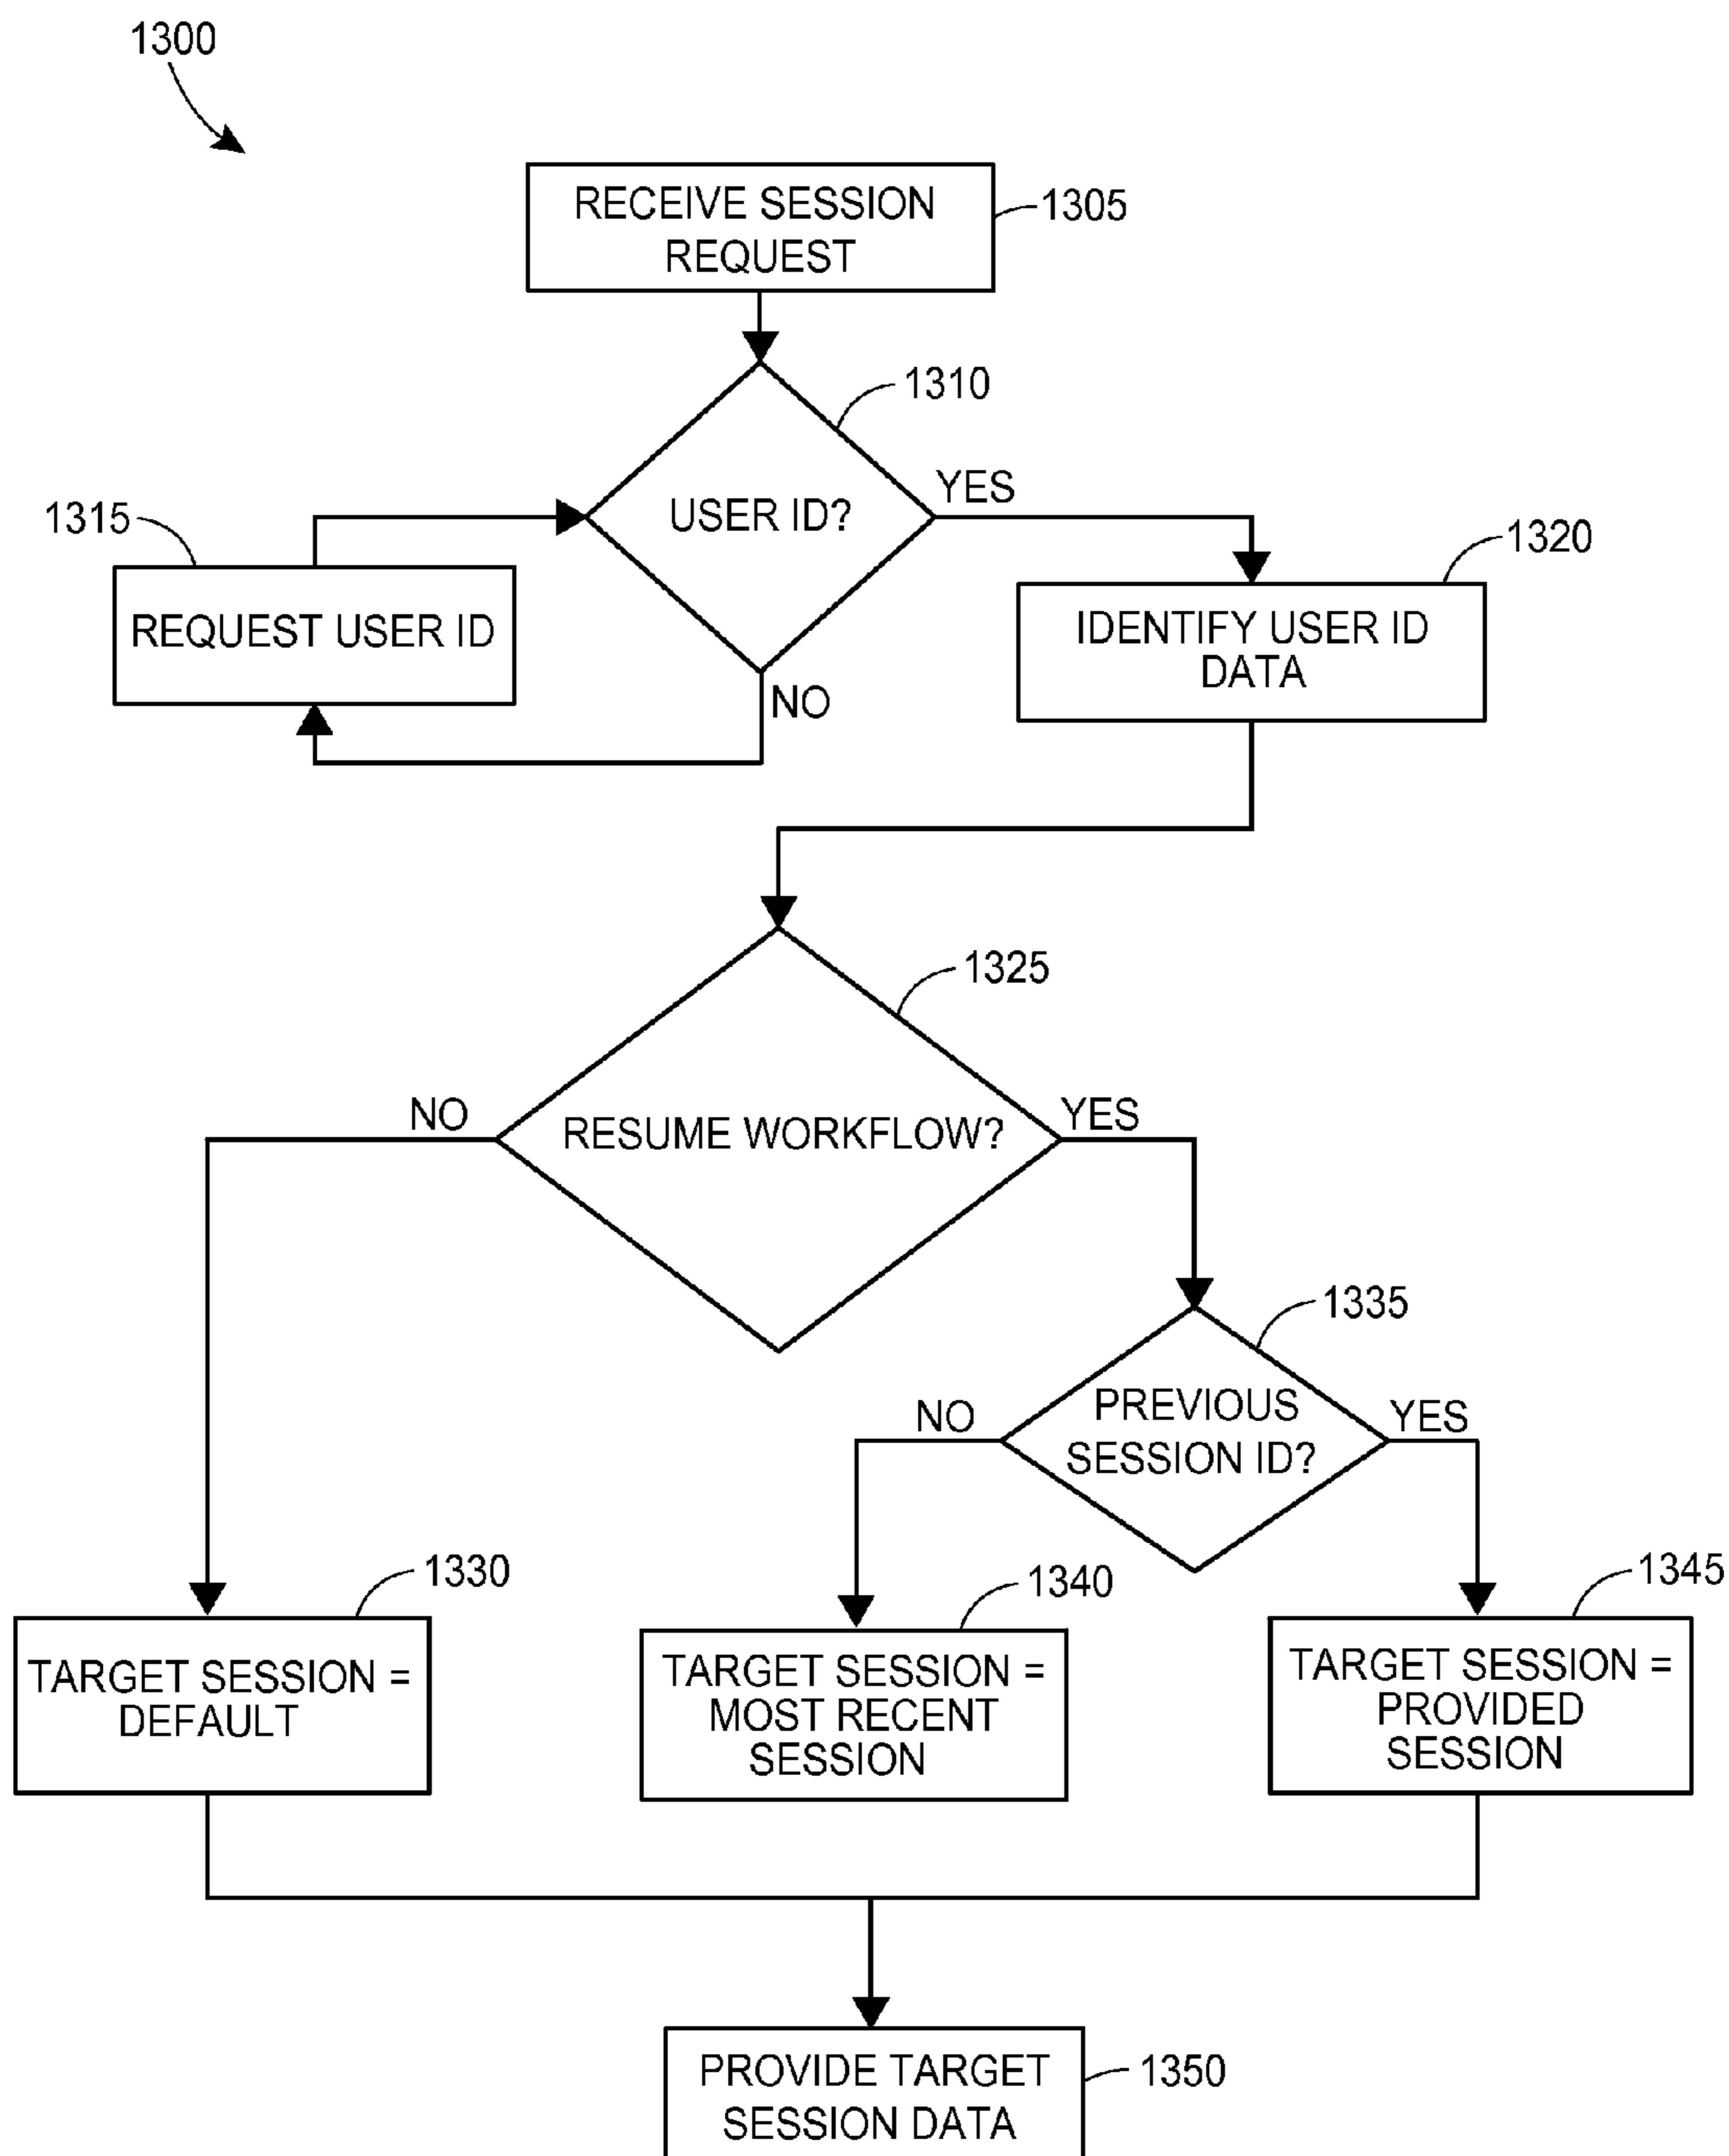 1300
RECEIVE SESSION
REQUEST
1305
1310
USER ID?
YES
NO
1315
REQUEST USER ID
1320
IDENTIFY USER ID
DATA
1325
RESUME WORKFLOW?
NO
YES
1335
PREVIOUS
SESSION ID?
NO
YES
1330
TARGET SESSION =
DEFAULT
1340
TARGET SESSION =
MOST RECENT
SESSION
1345
TARGET SESSION =
PROVIDED
SESSION
PROVIDE TARGET
SESSION DATA
1350